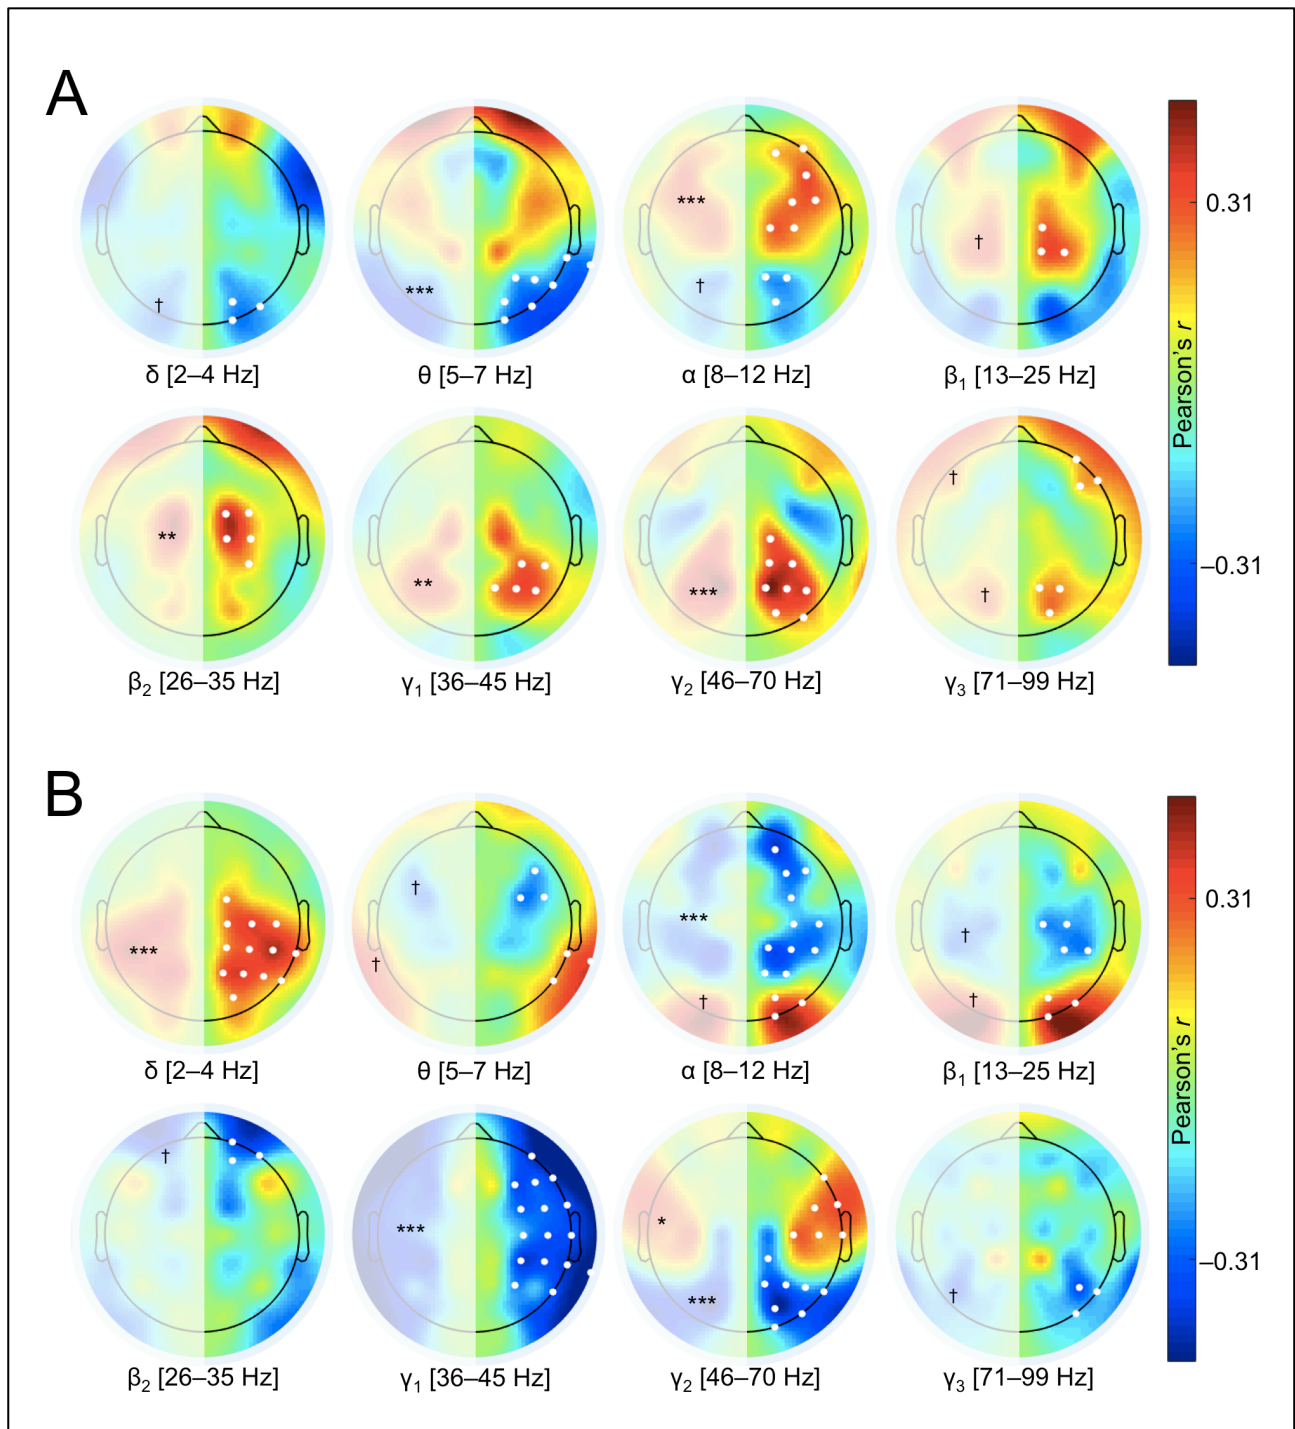 A
†
***
***
†
†
δ [2–4 Hz]
θ [5–7 Hz]
α [8–12 Hz]
β1 [13–25 Hz]
0.31
Pearson's r
–0.31
**
**
***
†
†
β2 [26–35 Hz]
γ1 [36–45 Hz]
γ2 [46–70 Hz]
γ3 [71–99 Hz]
B
***
†
†
***
†
†
†
δ [2–4 Hz]
θ [5–7 Hz]
α [8–12 Hz]
β1 [13–25 Hz]
0.31
Pearson's r
–0.31
†
***
*
***
†
β2 [26–35 Hz]
γ1 [36–45 Hz]
γ2 [46–70 Hz]
γ3 [71–99 Hz]